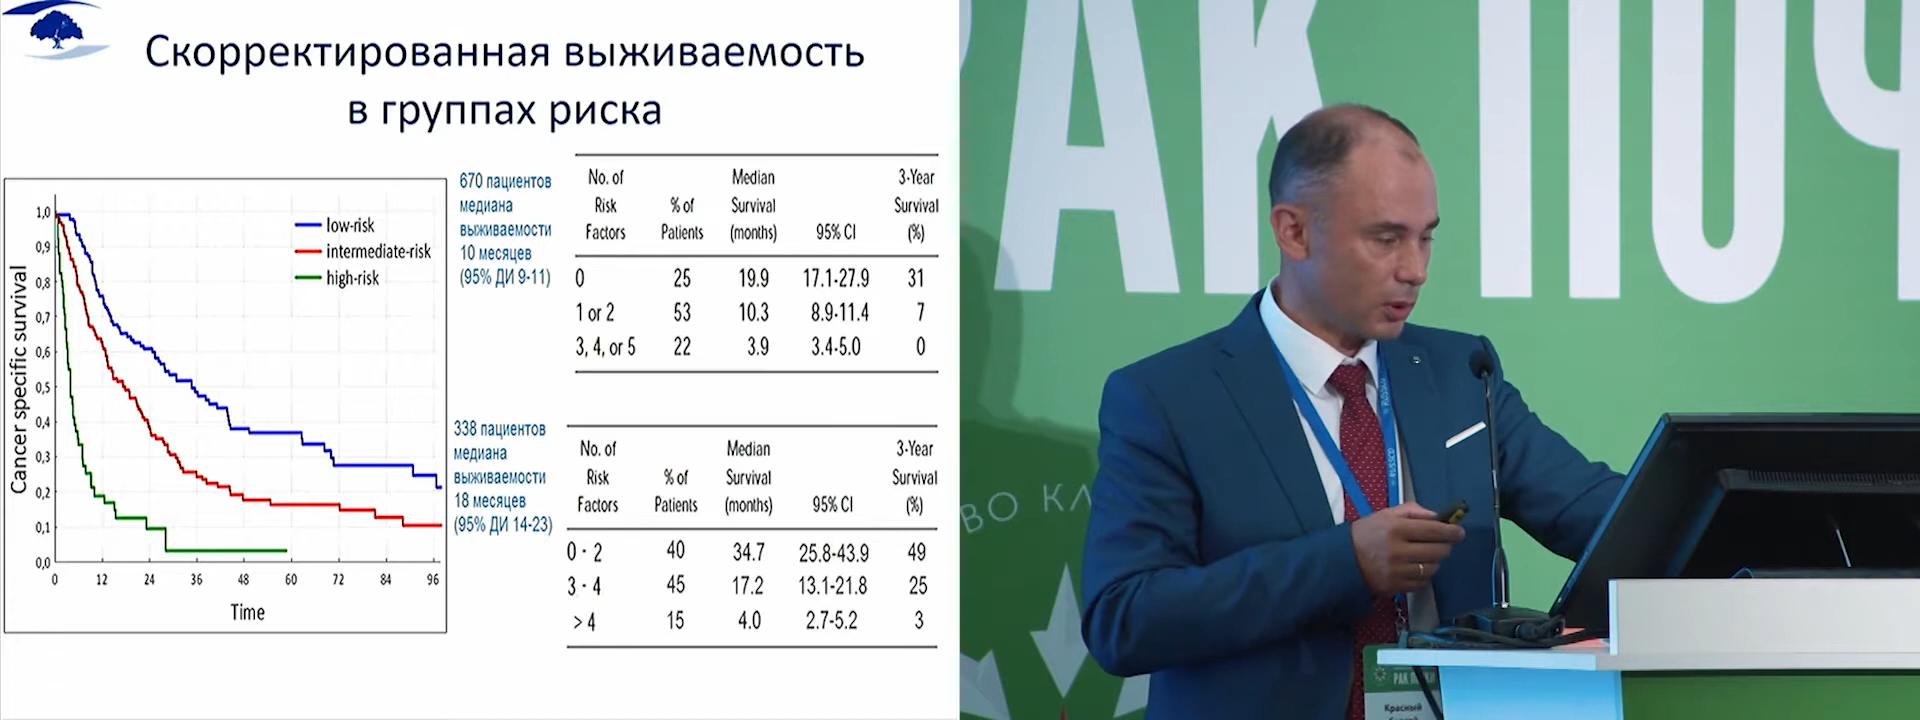 Скорректированная выживаемость
в группах риска
Cancer specific survival
1,0
0,9
0,8
0,7
0,6
0,5
0,4
0,3
0,2
0,1
0,0
low-risk
intermediate-risk
high-risk
0 12 24 36 48 60 72 84 96
Time
670 пациентов
медиана
выживаемости
10 месяцев
(95% ДИ 9-11)
No. of Median 3-Year
Risk % of Survival Survival
Factors Patients (months) 95% CI (%)
0 25 19.9 17.1-27.9 31
1 or 2 53 10.3 8.9-11.4 7
3, 4, or 5 22 3.9 3.4-5.0 0
338 пациентов
медиана
выживаемости
18 месяцев
(95% ДИ 14-23)
No. of Median 3-Year
Risk % of Survival Survival
Factors Patients (months) 95% CI (%)
0 - 2 40 34.7 25.8-43.9 49
3 - 4 45 17.2 13.1-21.8 25
> 4 15 4.0 2.7-5.2 3
РАК ПОЧ
ВО КЛ
RUSSCO
РАК П
Красный